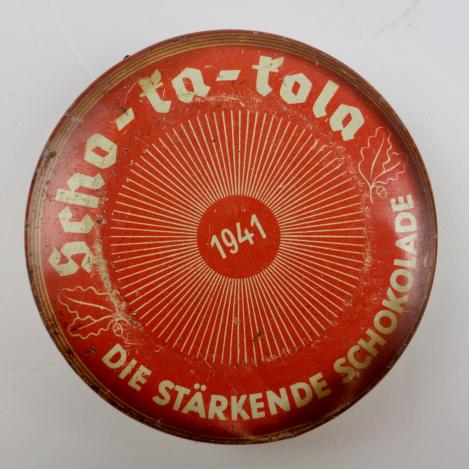 Scho-ka-kola
1941
DIE STÄRKENDE SCHOKOLADE